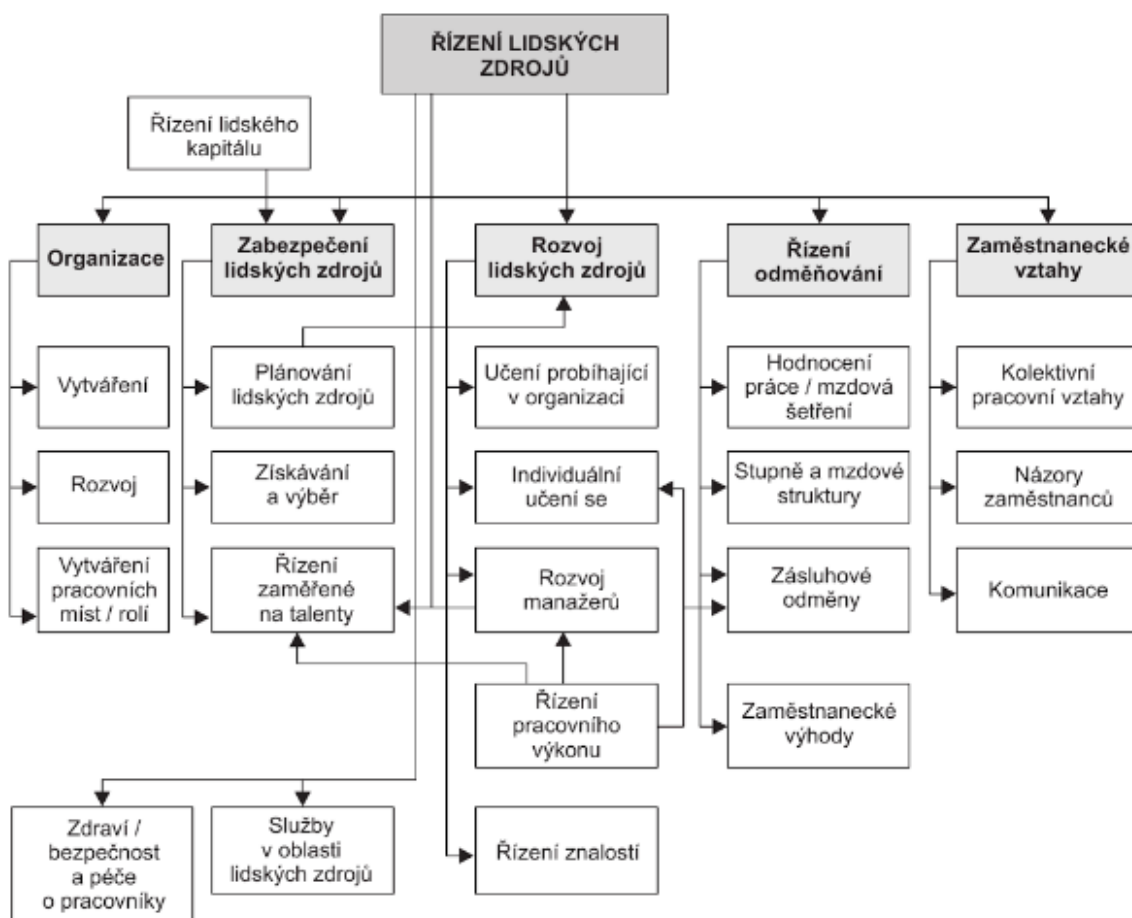 ŘÍZENÍ LIDSKÝCH
ZDROJŮ
Řízení lidského
kapitálu
Organizace
Zabezpečení
lidských zdrojů
Rozvoj
lidských zdrojů
Řízení
odměňování
Zaměstnanecké
vztahy
Vytváření
Plánování
lidských zdrojů
Učení probíhající
v organizaci
Hodnocení
práce / mzdová
šetření
Kolektivní
pracovní vztahy
Rozvoj
Získávání
a výběr
Individuální
učení se
Stupně a mzdové
struktury
Názory
zaměstnanců
Vytváření
pracovních
míst / rolí
Řízení
zaměřené
na talenty
Rozvoj
manažerů
Zásluhové
odměny
Komunikace
Řízení
pracovního
výkonu
Zaměstnanecké
výhody
Zdraví /
bezpečnost
a péče
o pracovníky
Služby
v oblasti
lidských zdrojů
Řízení znalostí